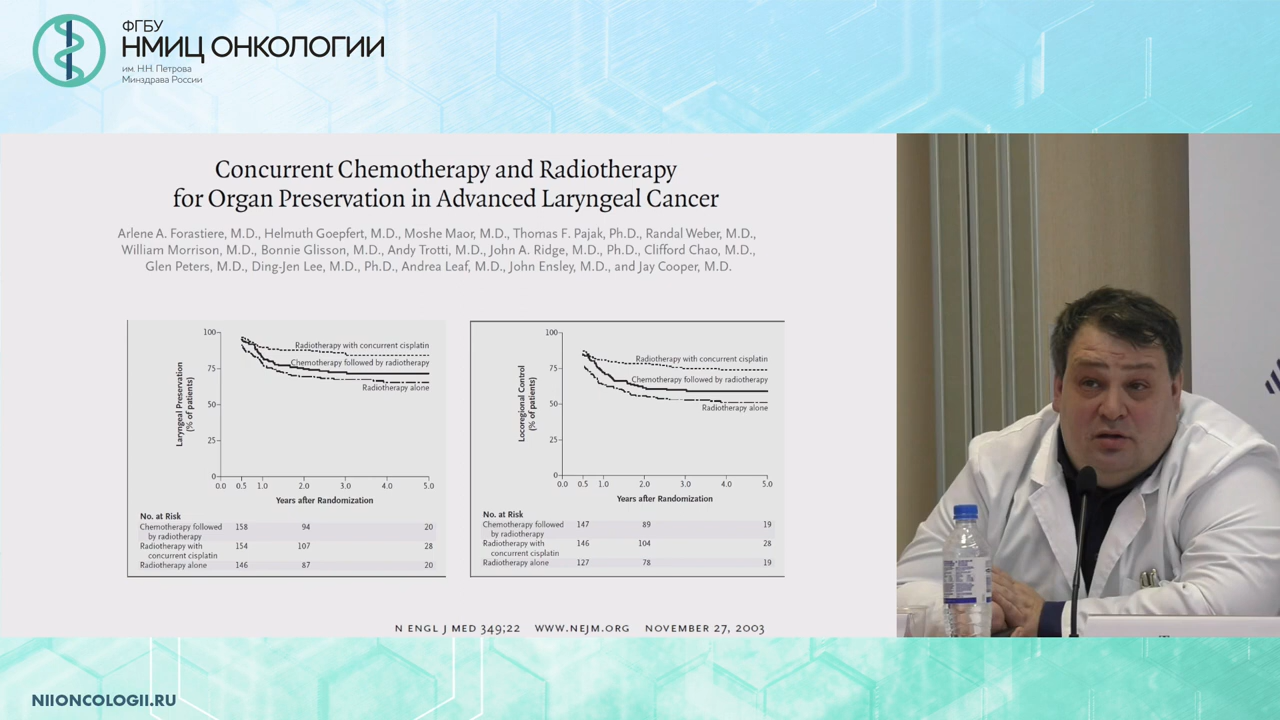 ФГБУ
НМИЦ ОНКОЛОГИИ
им. Н.Н. Петрова
Минздрава России
Concurrent Chemotherapy and Radiotherapy
for Organ Preservation in Advanced Laryngeal Cancer
Arlene A. Forastiere, M.D., Helmuth Goepfert, M.D., Moshe Maor, M.D., Thomas F. Pajak, Ph.D., Randal Weber, M.D.,
William Morrison, M.D., Bonnie Glisson, M.D., Andy Trotti, M.D., John A. Ridge, M.D., Ph.D., Clifford Chao, M.D.,
Glen Peters, M.D., Ding-Jen Lee, M.D., Ph.D., Andrea Leaf, M.D., John Ensley, M.D., and Jay Cooper, M.D.
Laryngeal Preservation
(% of patients)
100
75
50
25
0
Radiotherapy with concurrent cisplatin
Chemotherapy followed by radiotherapy
Radiotherapy alone
0.0 0.5 1.0 2.0 3.0 4.0 5.0
Years after Randomization
No. at Risk
Chemotherapy followed 158 94 20
by radiotherapy
Radiotherapy with 154 107 28
concurrent cisplatin
Radiotherapy alone 146 87 20
Locoregional Control
(% of patients)
100
75
50
25
0
Radiotherapy with concurrent cisplatin
Chemotherapy followed by radiotherapy
Radiotherapy alone
0.0 0.5 1.0 2.0 3.0 4.0 5.0
Years after Randomization
No. at Risk
Chemotherapy followed 147 89 19
by radiotherapy
Radiotherapy with 146 104 28
concurrent cisplatin
Radiotherapy alone 127 78 19
N ENGL J MED 349;22 WWW.NEJM.ORG NOVEMBER 27, 2003
NIIONCOLOGII.RU